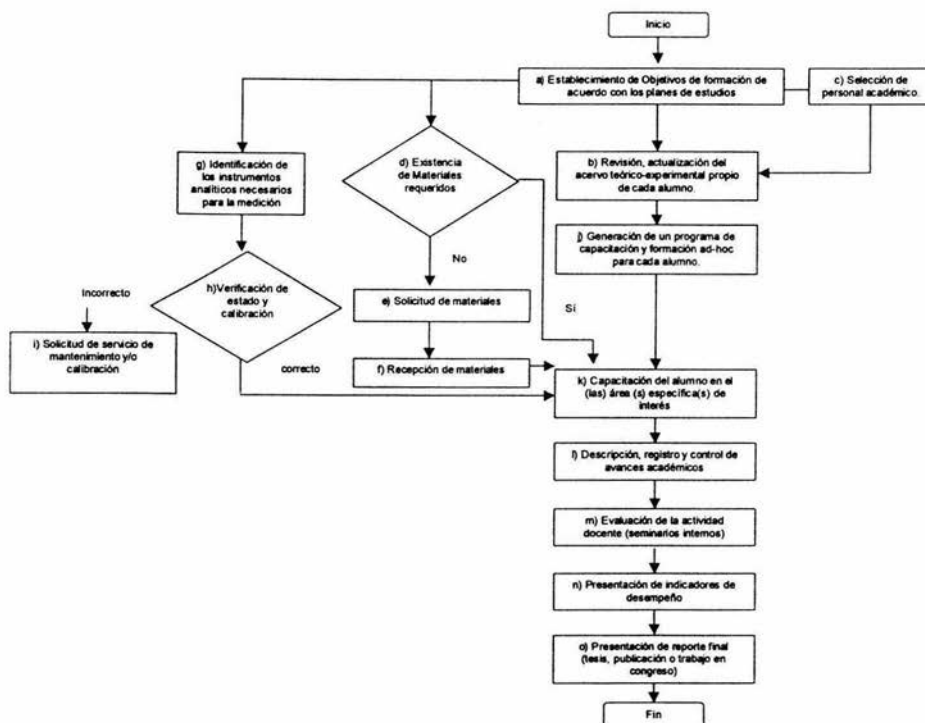 Inicio
a) Establecimiento de Objetivos de formación de
acuerdo con los planes de estudios
c) Selección de
personal académico.
g) Identificación de
los instrumentos
analíticos necesarios
para la medición
d) Existencia
de Materiales
requeridos
b) Revisión, actualización del
acervo teórico-experimental propio
de cada alumno.
j) Generación de un programa de
capacitación y formación ad-hoc
para cada alumno.
No
h)Verificación de
estado y
calibración
Incorrecto
e) Solicitud de materiales
Sí
i) Solicitud de servicio de
mantenimiento y/o
calibración
correcto
f) Recepción de materiales
k) Capacitación del alumno en el
(las) área (s) específica(s) de
interés
l) Descripción, registro y control de
avances académicos
m) Evaluación de la actividad
docente (seminarios internos)
n) Presentación de indicadores de
desempeño
o) Presentación de reporte final
(tesis, publicación o trabajo en
congreso)
Fin